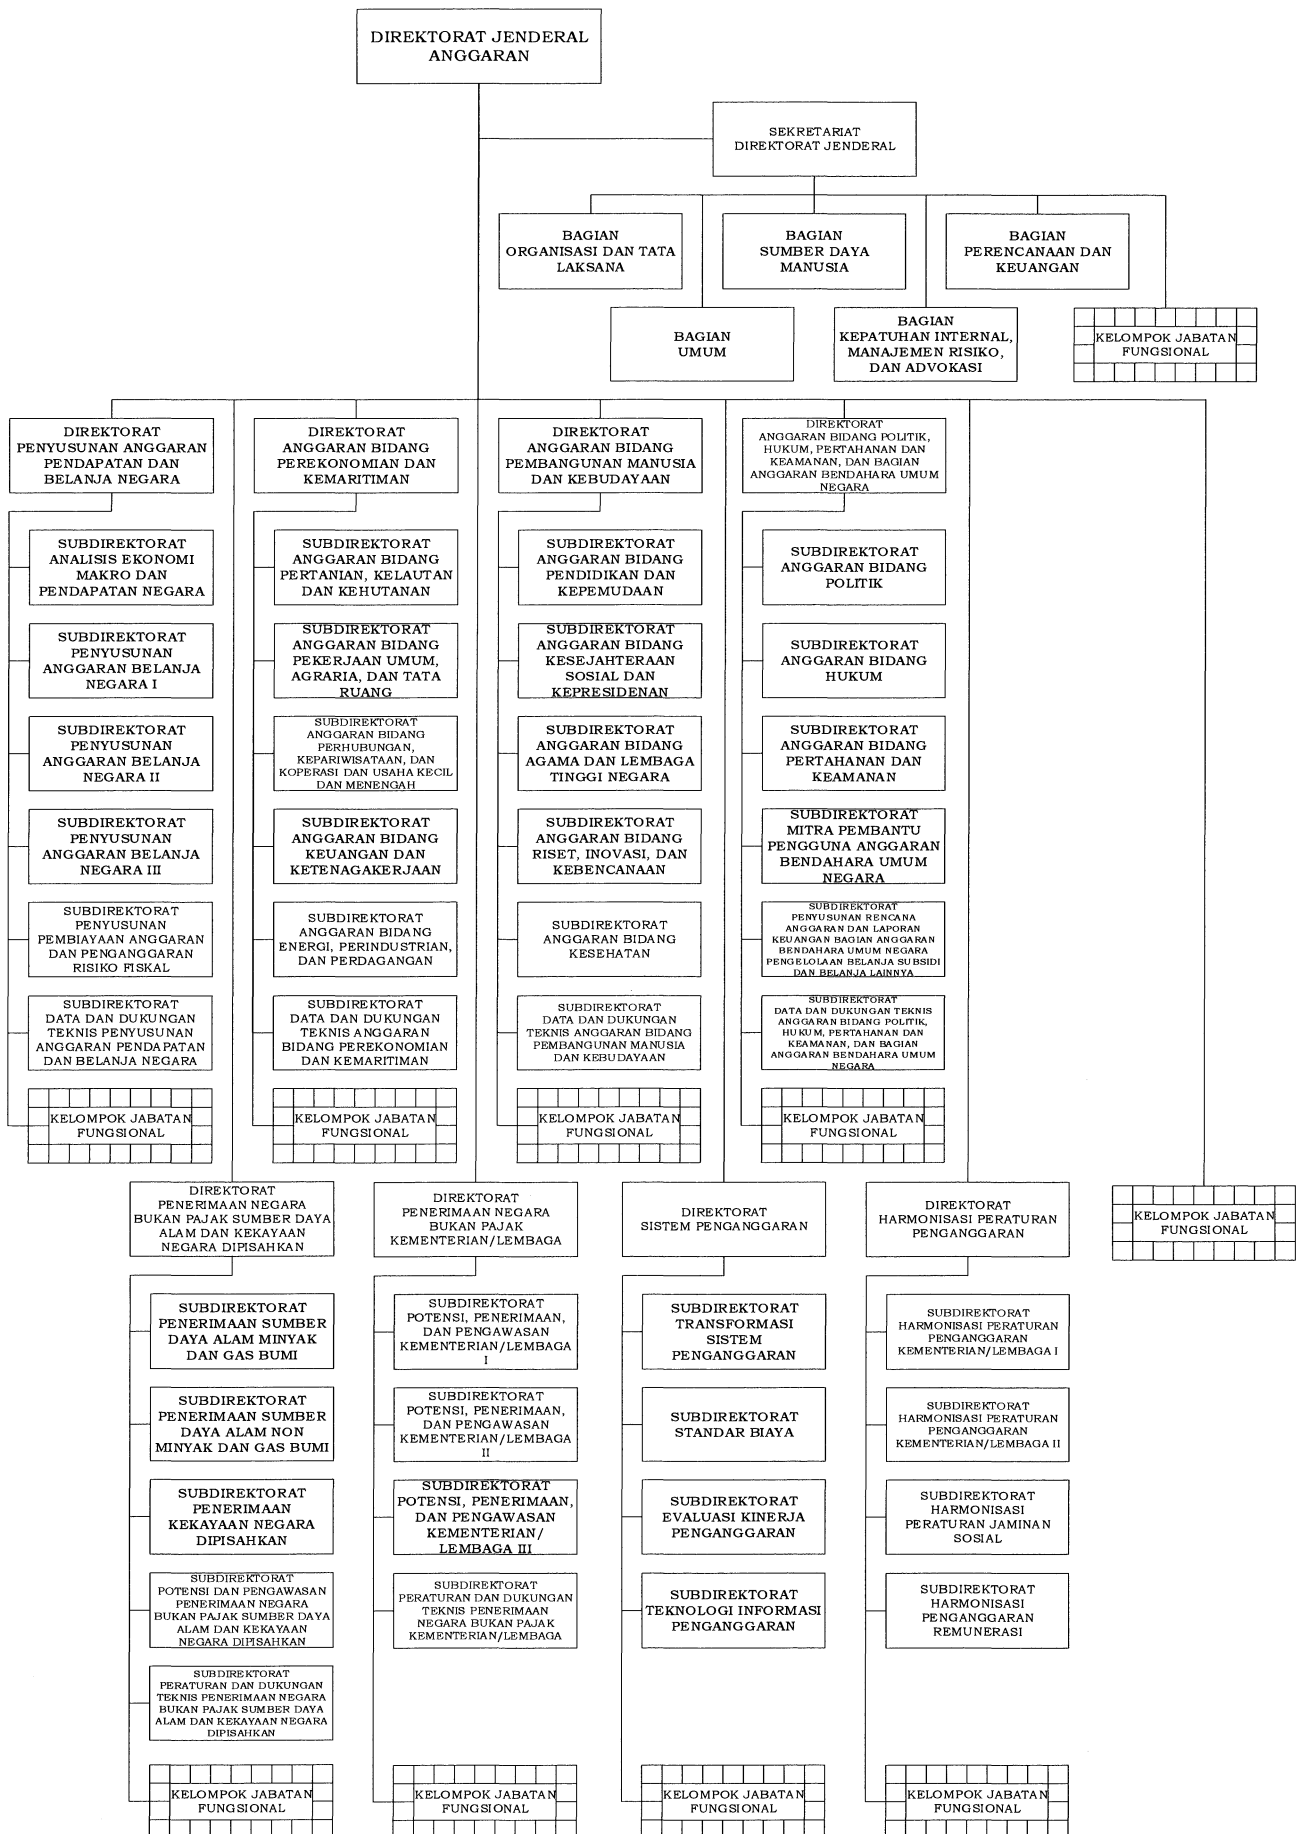 DIREKTORAT JENDERAL
ANGGARAN
SEKRETARIAT
DIREKTORAT JENDERAL
BAGIAN
ORGANISASI DAN TATA
LAKSANA
BAGIAN
SUMBER DAYA
MANUSIA
BAGIAN
PERENCANAAN DAN
KEUANGAN
BAGIAN
UMUM
BAGIAN
KEPATUHAN INTERNAL,
MANAJEMEN RISIKO,
DAN ADVOKASI
KELOMPOK JABATAN
FUNGSIONAL
DIREKTORAT
PENYUSUNAN ANGGARAN
PENDAPATAN DAN
BELANJA NEGARA
SUBDIREKTORAT
ANALISIS EKONOMI
MAKRO DAN
PENDAPATAN NEGARA
SUBDIREKTORAT
PENYUSUNAN
ANGGARAN BELANJA
NEGARA I
SUBDIREKTORAT
PENYUSUNAN
ANGGARAN BELANJA
NEGARA II
SUBDIREKTORAT
PENYUSUNAN
ANGGARAN BELANJA
NEGARA III
SUBDIREKTORAT
PENYUSUNAN
PEMBIAYAAN ANGGARAN
DAN PENGANGGARAN
RISIKO FISKAL
SUBDIREKTORAT
DATA DAN DUKUNGAN
TEKNIS PENYUSUNAN
ANGGARAN PENDAPATAN
DAN BELANJA NEGARA
KELOMPOK JABATAN
FUNGSIONAL
DIREKTORAT
ANGGARAN BIDANG
PEREKONOMIAN DAN
KEMARITIMAN
SUBDIREKTORAT
ANGGARAN BIDANG
PERTANIAN, KELAUTAN
DAN KEHUTANAN
SUBDIREKTORAT
ANGGARAN BIDANG
PEKERJAAN UMUM,
AGRARIA, DAN TATA
RUANG
SUBDIREKTORAT
ANGGARAN BIDANG
PERHUBUNGAN,
KEPARIWISATAAN, DAN
KOPERASI DAN USAHA KECIL
DAN MENENGAH
SUBDIREKTORAT
ANGGARAN BIDANG
KEUANGAN DAN
KETENAGAKERJAAN
SUBDIREKTORAT
ANGGARAN BIDANG
ENERGI, PERINDUSTRIAN,
DAN PERDAGANGAN
SUBDIREKTORAT
DATA DAN DUKUNGAN
TEKNIS ANGGARAN
BIDANG PEREKONOMIAN
DAN KEMARITIMAN
KELOMPOK JABATAN
FUNGSIONAL
DIREKTORAT
ANGGARAN BIDANG
PEMBANGUNAN MANUSIA
DAN KEBUDAYAAN
SUBDIREKTORAT
ANGGARAN BIDANG
PENDIDIKAN DAN
KEPEMUDAAN
SUBDIREKTORAT
ANGGARAN BIDANG
KESEJAHTERAAN
SOSIAL DAN
KEPRESIDENAN
SUBDIREKTORAT
ANGGARAN BIDANG
AGAMA DAN LEMBAGA
TINGGI NEGARA
SUBDIREKTORAT
ANGGARAN BIDANG
RISET, INOVASI, DAN
KEBENCANAAN
SUBDIREKTORAT
ANGGARAN BIDANG
KESEHATAN
SUBDIREKTORAT
DATA DAN DUKUNGAN
TEKNIS ANGGARAN BIDANG
PEMBANGUNAN MANUSIA
DAN KEBUDAYAAN
KELOMPOK JABATAN
FUNGSIONAL
DIREKTORAT
ANGGARAN BIDANG POLITIK,
HUKUM, PERTAHANAN DAN
KEAMANAN, DAN BAGIAN
ANGGARAN BENDAHARA UMUM
NEGARA
SUBDIREKTORAT
ANGGARAN BIDANG
POLITIK
SUBDIREKTORAT
ANGGARAN BIDANG
HUKUM
SUBDIREKTORAT
ANGGARAN BIDANG
PERTAHANAN DAN
KEAMANAN
SUBDIREKTORAT
MITRA PEMBANTU
PENGGUNA ANGGARAN
BENDAHARA UMUM
NEGARA
SUBDIREKTORAT
PENYUSUNAN RENCANA
ANGGARAN DAN LAPORAN
KEUANGAN BAGIAN ANGGARAN
BENDAHARA UMUM NEGARA
PENGELOLAAN BELANJA SUBSIDI
DAN BELANJA LAINNYA
SUBDIREKTORAT
DATA DAN DUKUNGAN TEKNIS
ANGGARAN BIDANG POLITIK,
HUKUM, PERTAHANAN DAN
KEAMANAN, DAN BAGIAN
ANGGARAN BENDAHARA UMUM
NEGARA
KELOMPOK JABATAN
FUNGSIONAL
DIREKTORAT
PENERIMAAN NEGARA
BUKAN PAJAK SUMBER DAYA
ALAM DAN KEKAYAAN
NEGARA DIPISAHKAN
SUBDIREKTORAT
PENERIMAAN SUMBER
DAYA ALAM MINYAK
DAN GAS BUMI
SUBDIREKTORAT
PENERIMAAN SUMBER
DAYA ALAM NON
MINYAK DAN GAS BUMI
SUBDIREKTORAT
PENERIMAAN
KEKAYAAN NEGARA
DIPISAHKAN
SUBDIREKTORAT
POTENSI DAN PENGAWASAN
PENERIMAAN NEGARA
BUKAN PAJAK SUMBER DAYA
ALAM DAN KEKAYAAN
NEGARA DIPISAHKAN
SUBDIREKTORAT
PERATURAN DAN DUKUNGAN
TEKNIS PENERIMAAN NEGARA
BUKAN PAJAK SUMBER DAYA
ALAM DAN KEKAYAAN NEGARA
DIPISAHKAN
KELOMPOK JABATAN
FUNGSIONAL
DIREKTORAT
PENERIMAAN NEGARA
BUKAN PAJAK
KEMENTERIAN/LEMBAGA
SUBDIREKTORAT
POTENSI, PENERIMAAN,
DAN PENGAWASAN
KEMENTERIAN/LEMBAGA
I
SUBDIREKTORAT
POTENSI, PENERIMAAN,
DAN PENGAWASAN
KEMENTERIAN/LEMBAGA
II
SUBDIREKTORAT
POTENSI, PENERIMAAN,
DAN PENGAWASAN
KEMENTERIAN/
LEMBAGA III
SUBDIREKTORAT
PERATURAN DAN DUKUNGAN
TEKNIS PENERIMAAN
NEGARA BUKAN PAJAK
KEMENTERIAN/LEMBAGA
KELOMPOK JABATAN
FUNGSIONAL
DIREKTORAT
SISTEM PENGANGGARAN
SUBDIREKTORAT
TRANSFORMASI
SISTEM
PENGANGGARAN
SUBDIREKTORAT
STANDAR BIAYA
SUBDIREKTORAT
EVALUASI KINERJA
PENGANGGARAN
SUBDIREKTORAT
TEKNOLOGI INFORMASI
PENGANGGARAN
KELOMPOK JABATAN
FUNGSIONAL
DIREKTORAT
HARMONISASI PERATURAN
PENGANGGARAN
SUBDIREKTORAT
HARMONISASI PERATURAN
PENGANGGARAN
KEMENTERIAN/LEMBAGA I
SUBDIREKTORAT
HARMONISASI PERATURAN
PENGANGGARAN
KEMENTERIAN/LEMBAGA II
SUBDIREKTORAT
HARMONISASI
PERATURAN JAMINAN
SOSIAL
SUBDIREKTORAT
HARMONISASI
PENGANGGARAN
REMUNERASI
KELOMPOK JABATAN
FUNGSIONAL
KELOMPOK JABATAN
FUNGSIONAL